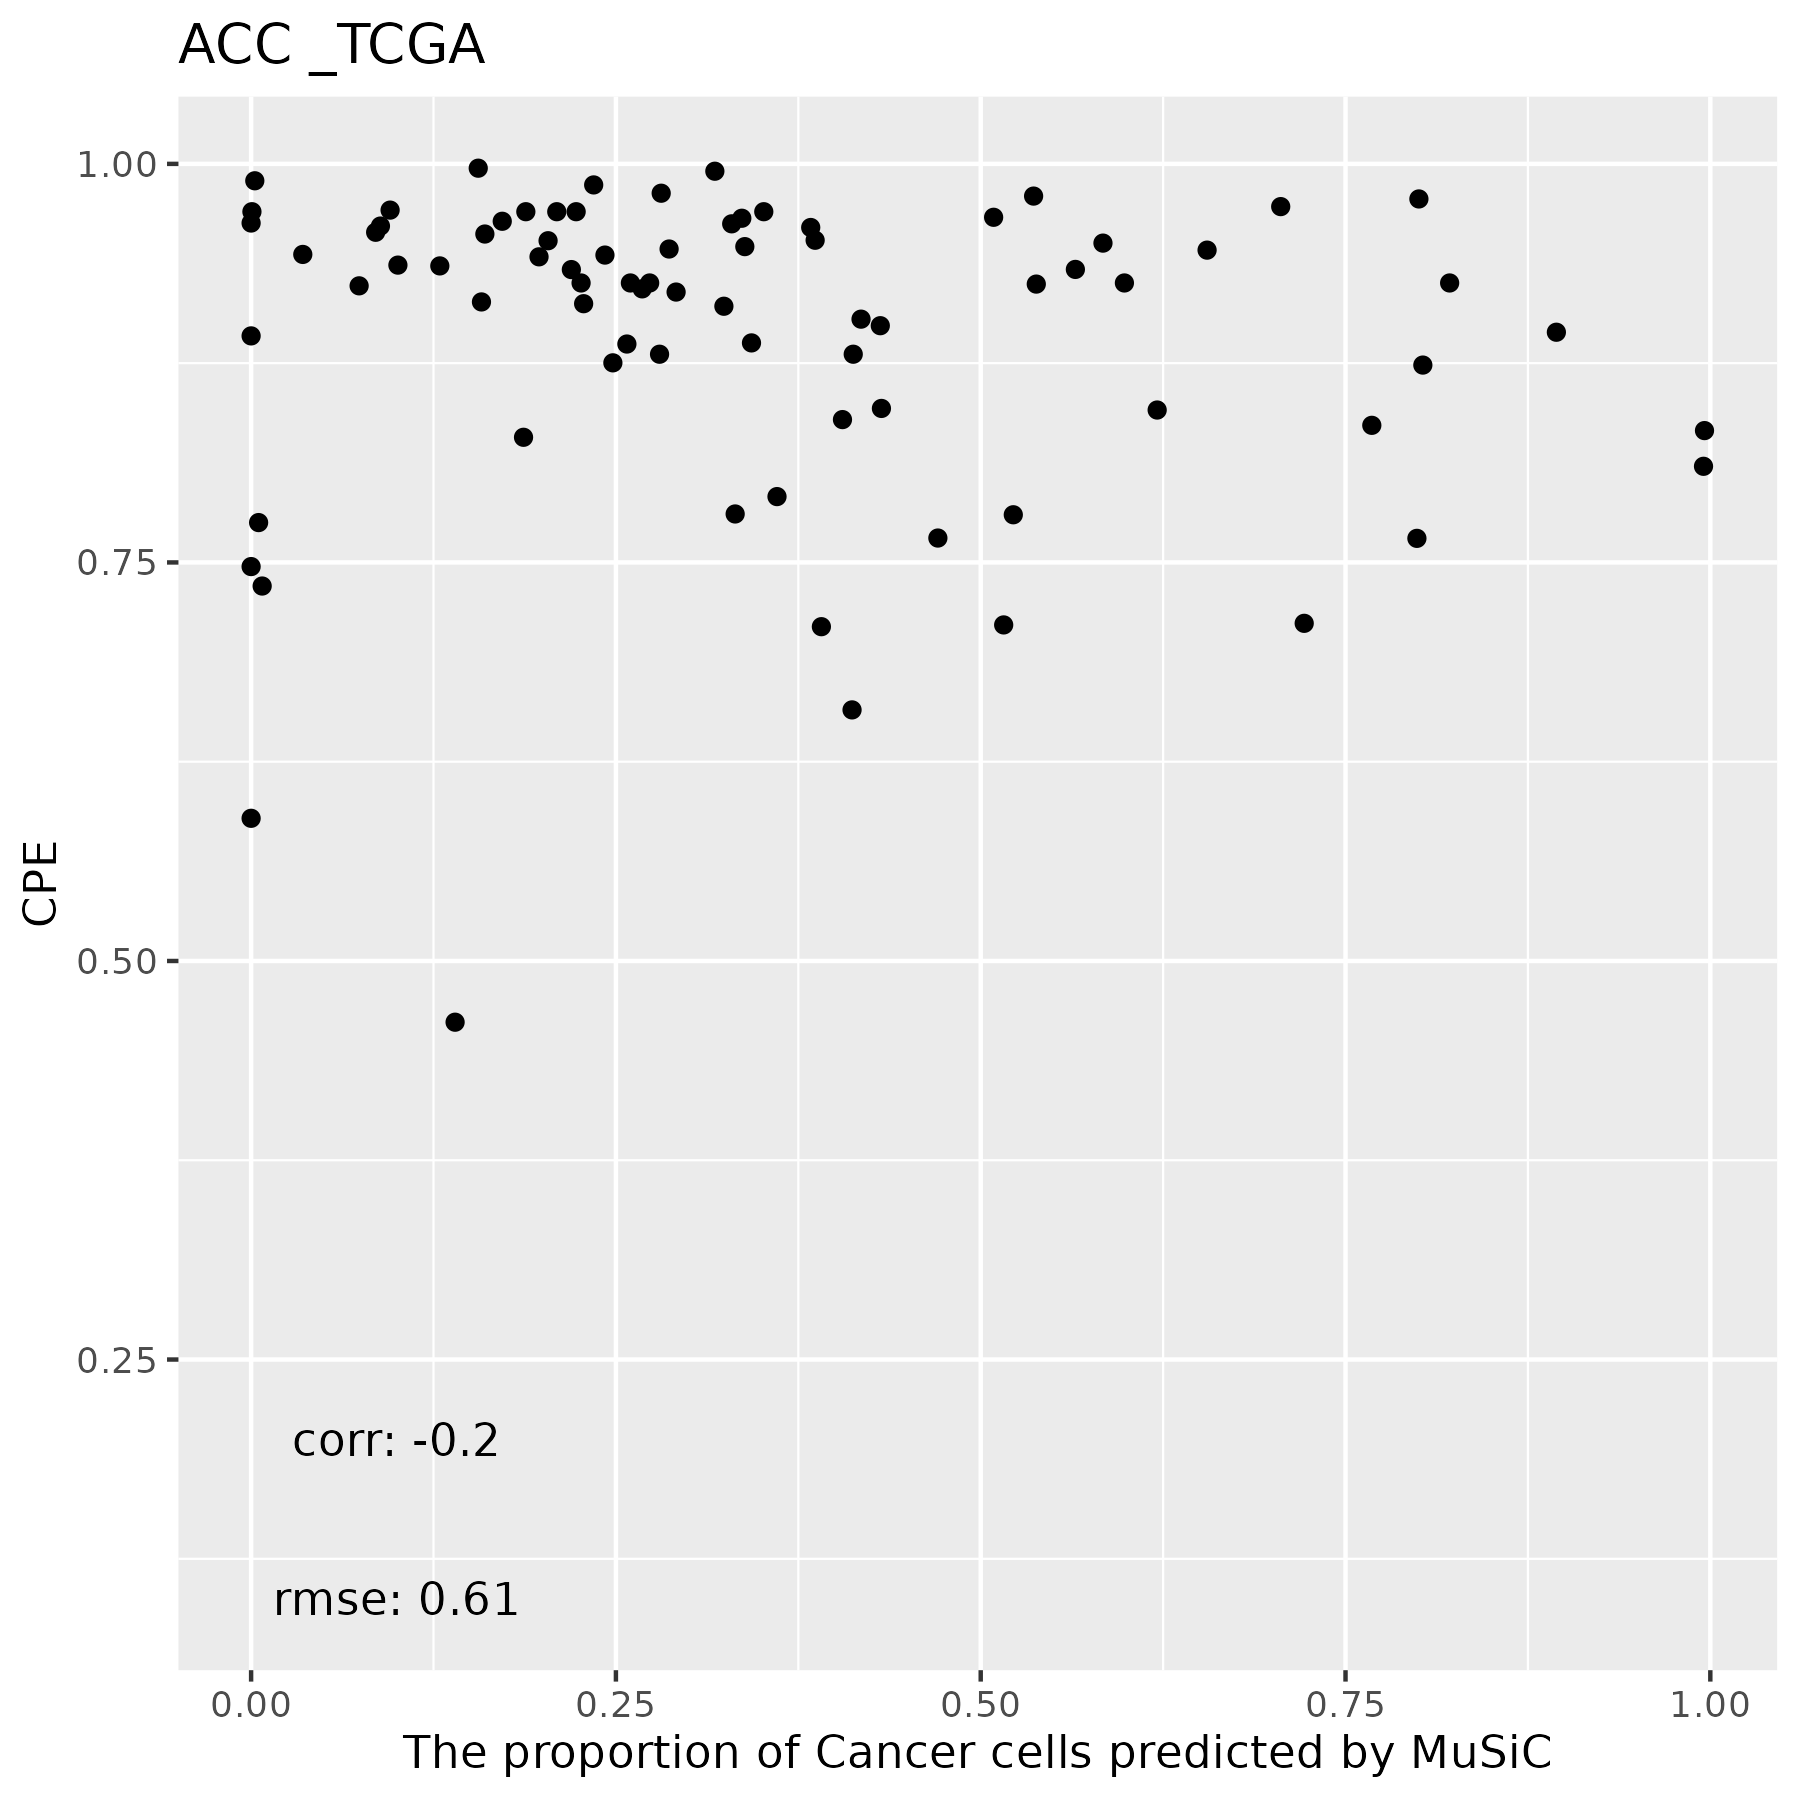 ACC _TCGA
1.00
0.75
CPE
0.50
0.25
corr: -0.2
rmse: 0.61
0.00 0.25 0.50 0.75 1.00
The proportion of Cancer cells predicted by MuSiC